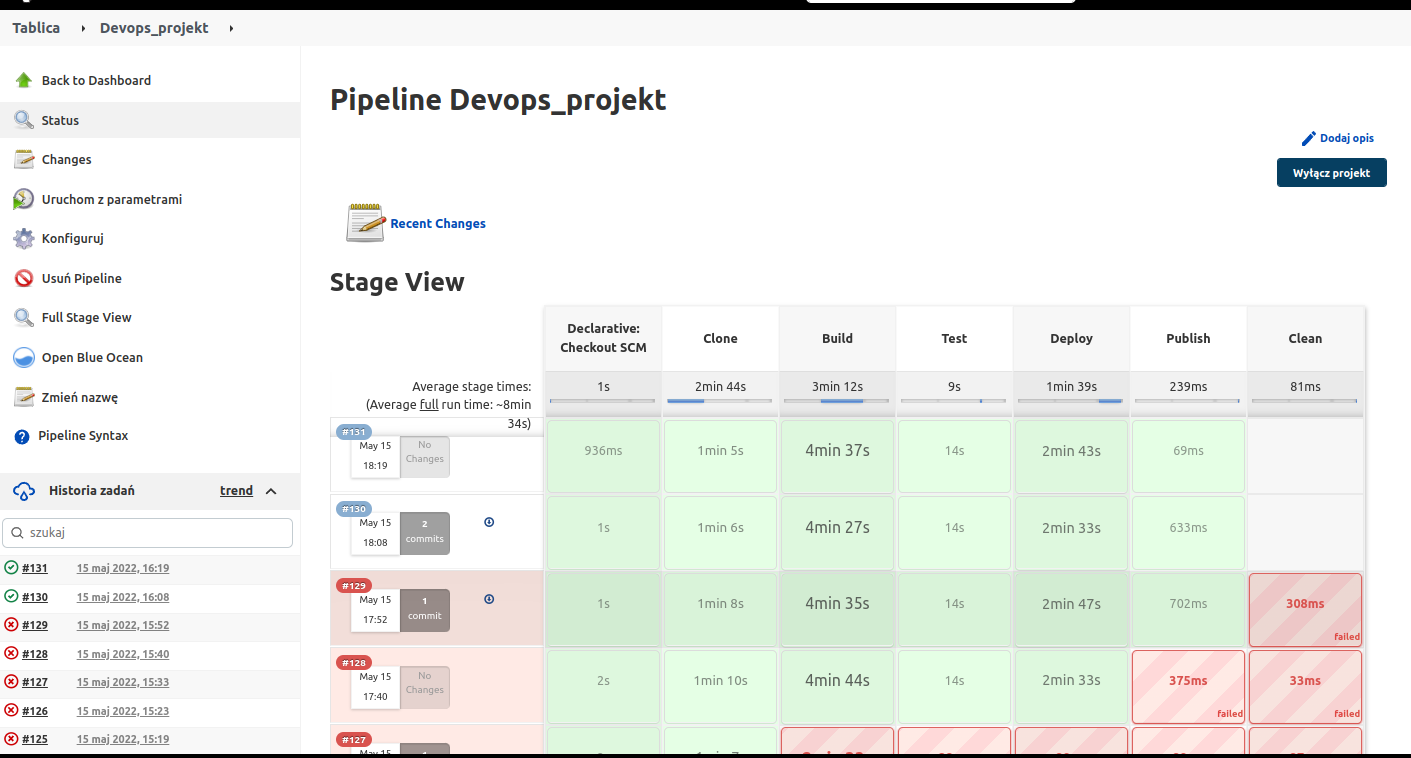 Tablica
Devops_projekt
Back to Dashboard
Status
Changes
Uruchom z parametrami
Konfiguruj
Usuń Pipeline
Full Stage View
Open Blue Ocean
Zmień nazwę
Pipeline Syntax
Historia zadań trend
szukaj
#131 15 maj 2022, 16:19
#130 15 maj 2022, 16:08
#129 15 maj 2022, 15:52
#128 15 maj 2022, 15:40
#127 15 maj 2022, 15:33
#126 15 maj 2022, 15:23
#125 15 maj 2022, 15:19
Pipeline Devops_projekt
Dodaj opis
Wyłącz projekt
Recent Changes
Stage View
Declarative:
Checkout SCM
Clone
Build
Test
Deploy
Publish
Clean
Average stage times:
(Average full run time: ~8min
34s)
1s
2min 44s
3min 12s
9s
1min 39s
239ms
81ms
#131
May 15
18:19
No
Changes
936ms
1min 5s
4min 37s
14s
2min 43s
69ms
#130
May 15
18:08
2
commits
1s
1min 6s
4min 27s
14s
2min 33s
633ms
#129
May 15
17:52
1
commit
1s
1min 8s
4min 35s
14s
2min 47s
702ms
308ms
failed
#128
May 15
17:40
No
Changes
2s
1min 10s
4min 44s
14s
2min 33s
375ms
failed
33ms
failed
#127
May 15